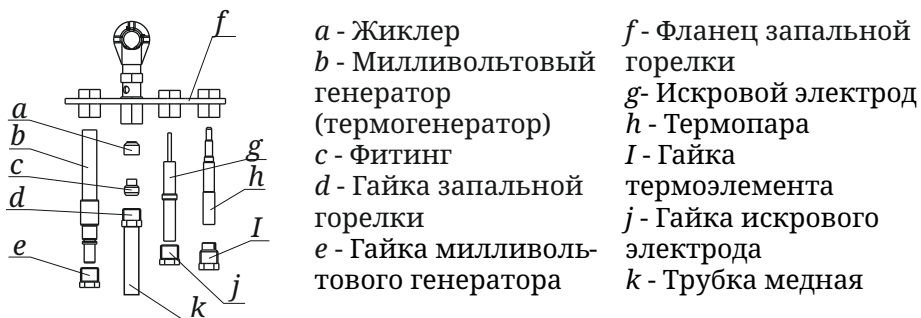 f
a
b
c
d
e
g
h
I
j
k
a - Жиклер
b - Милливольтовый
генератор
(термогенератор)
c - Фитинг
d - Гайка запальной
горелки
e - Гайка милливоль-
тового генератора
f - Фланец запальной
горелки
g- Искровой электрод
h - Термопара
I - Гайка
термоэлемента
j - Гайка искрового
электрода
k - Трубка медная